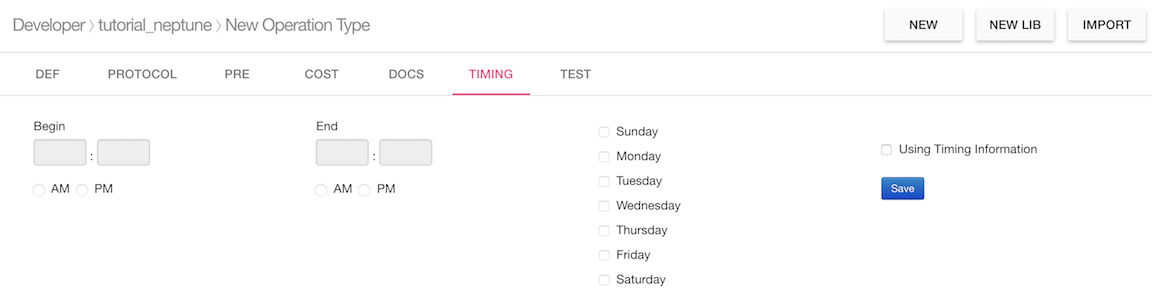 Developer 〉 tutorial_neptune 〉 New Operation Type
NEW
NEW LIB
IMPORT
DEF
PROTOCOL
PRE
COST
DOCS
TIMING
TEST
Begin
:
AM
PM
End
:
AM
PM
Sunday
Monday
Tuesday
Wednesday
Thursday
Friday
Saturday
Using Timing Information
Save